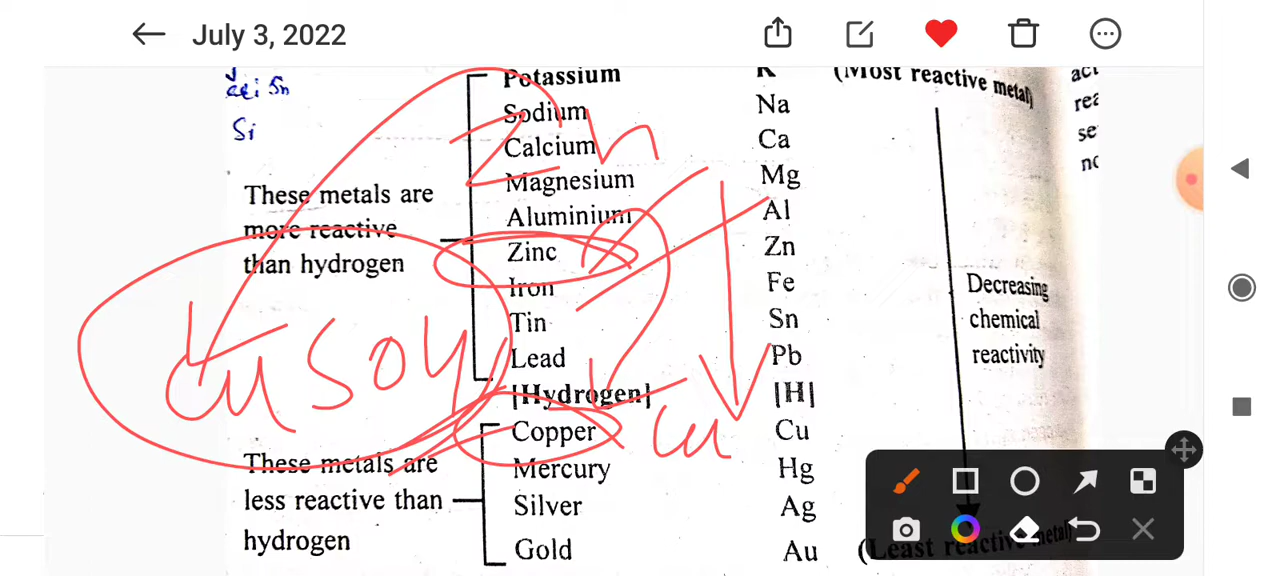 July 3, 2022
Sn
Si
Potassium K (Most reactive metal)
Sodium Na
Calcium Ca
Magnesium Mg
Aluminium Al
Zinc Zn
Iron Fe
Tin Sn
Lead Pb
[Hydrogen] [H]
Copper Cu
Mercury Hg
Silver Ag
Gold Au (Least reactive metal)
These metals are
more reactive
than hydrogen
These metals are
less reactive than
hydrogen
Decreasing
chemical
reactivity
Zn
CuSO4
Cu